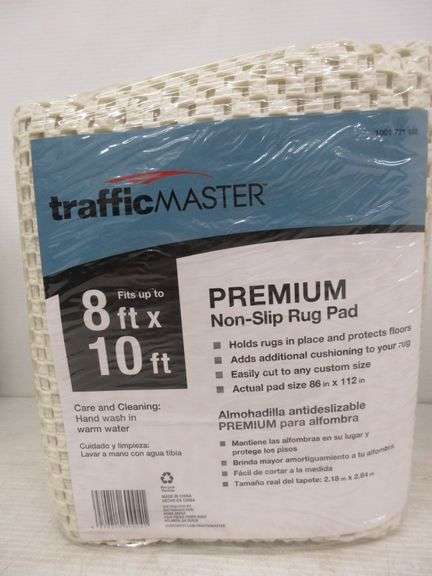 trafficMASTER
Fits up to
8 ft x
10 ft
PREMIUM
Non-Slip Rug Pad
Holds rugs in place and protects floors
Adds additional cushioning to your rug
Easily cut to any custom size
Actual pad size 86 in x 112 in
Care and Cleaning:
Hand wash in
warm water
Cuidado y limpieza:
Lavar a mano con agua tibia
Almohadilla antideslizable
PREMIUM para alfombra
Mantiene las alfombras en su lugar y
protege los pisos
Brinda mayor amortiguamiento a tu alfombra
Fácil de cortar a la medida
Tamaño real del tapete: 2.18 m x 2.84 m
MADE IN CHINA
HECHO EN CHINA